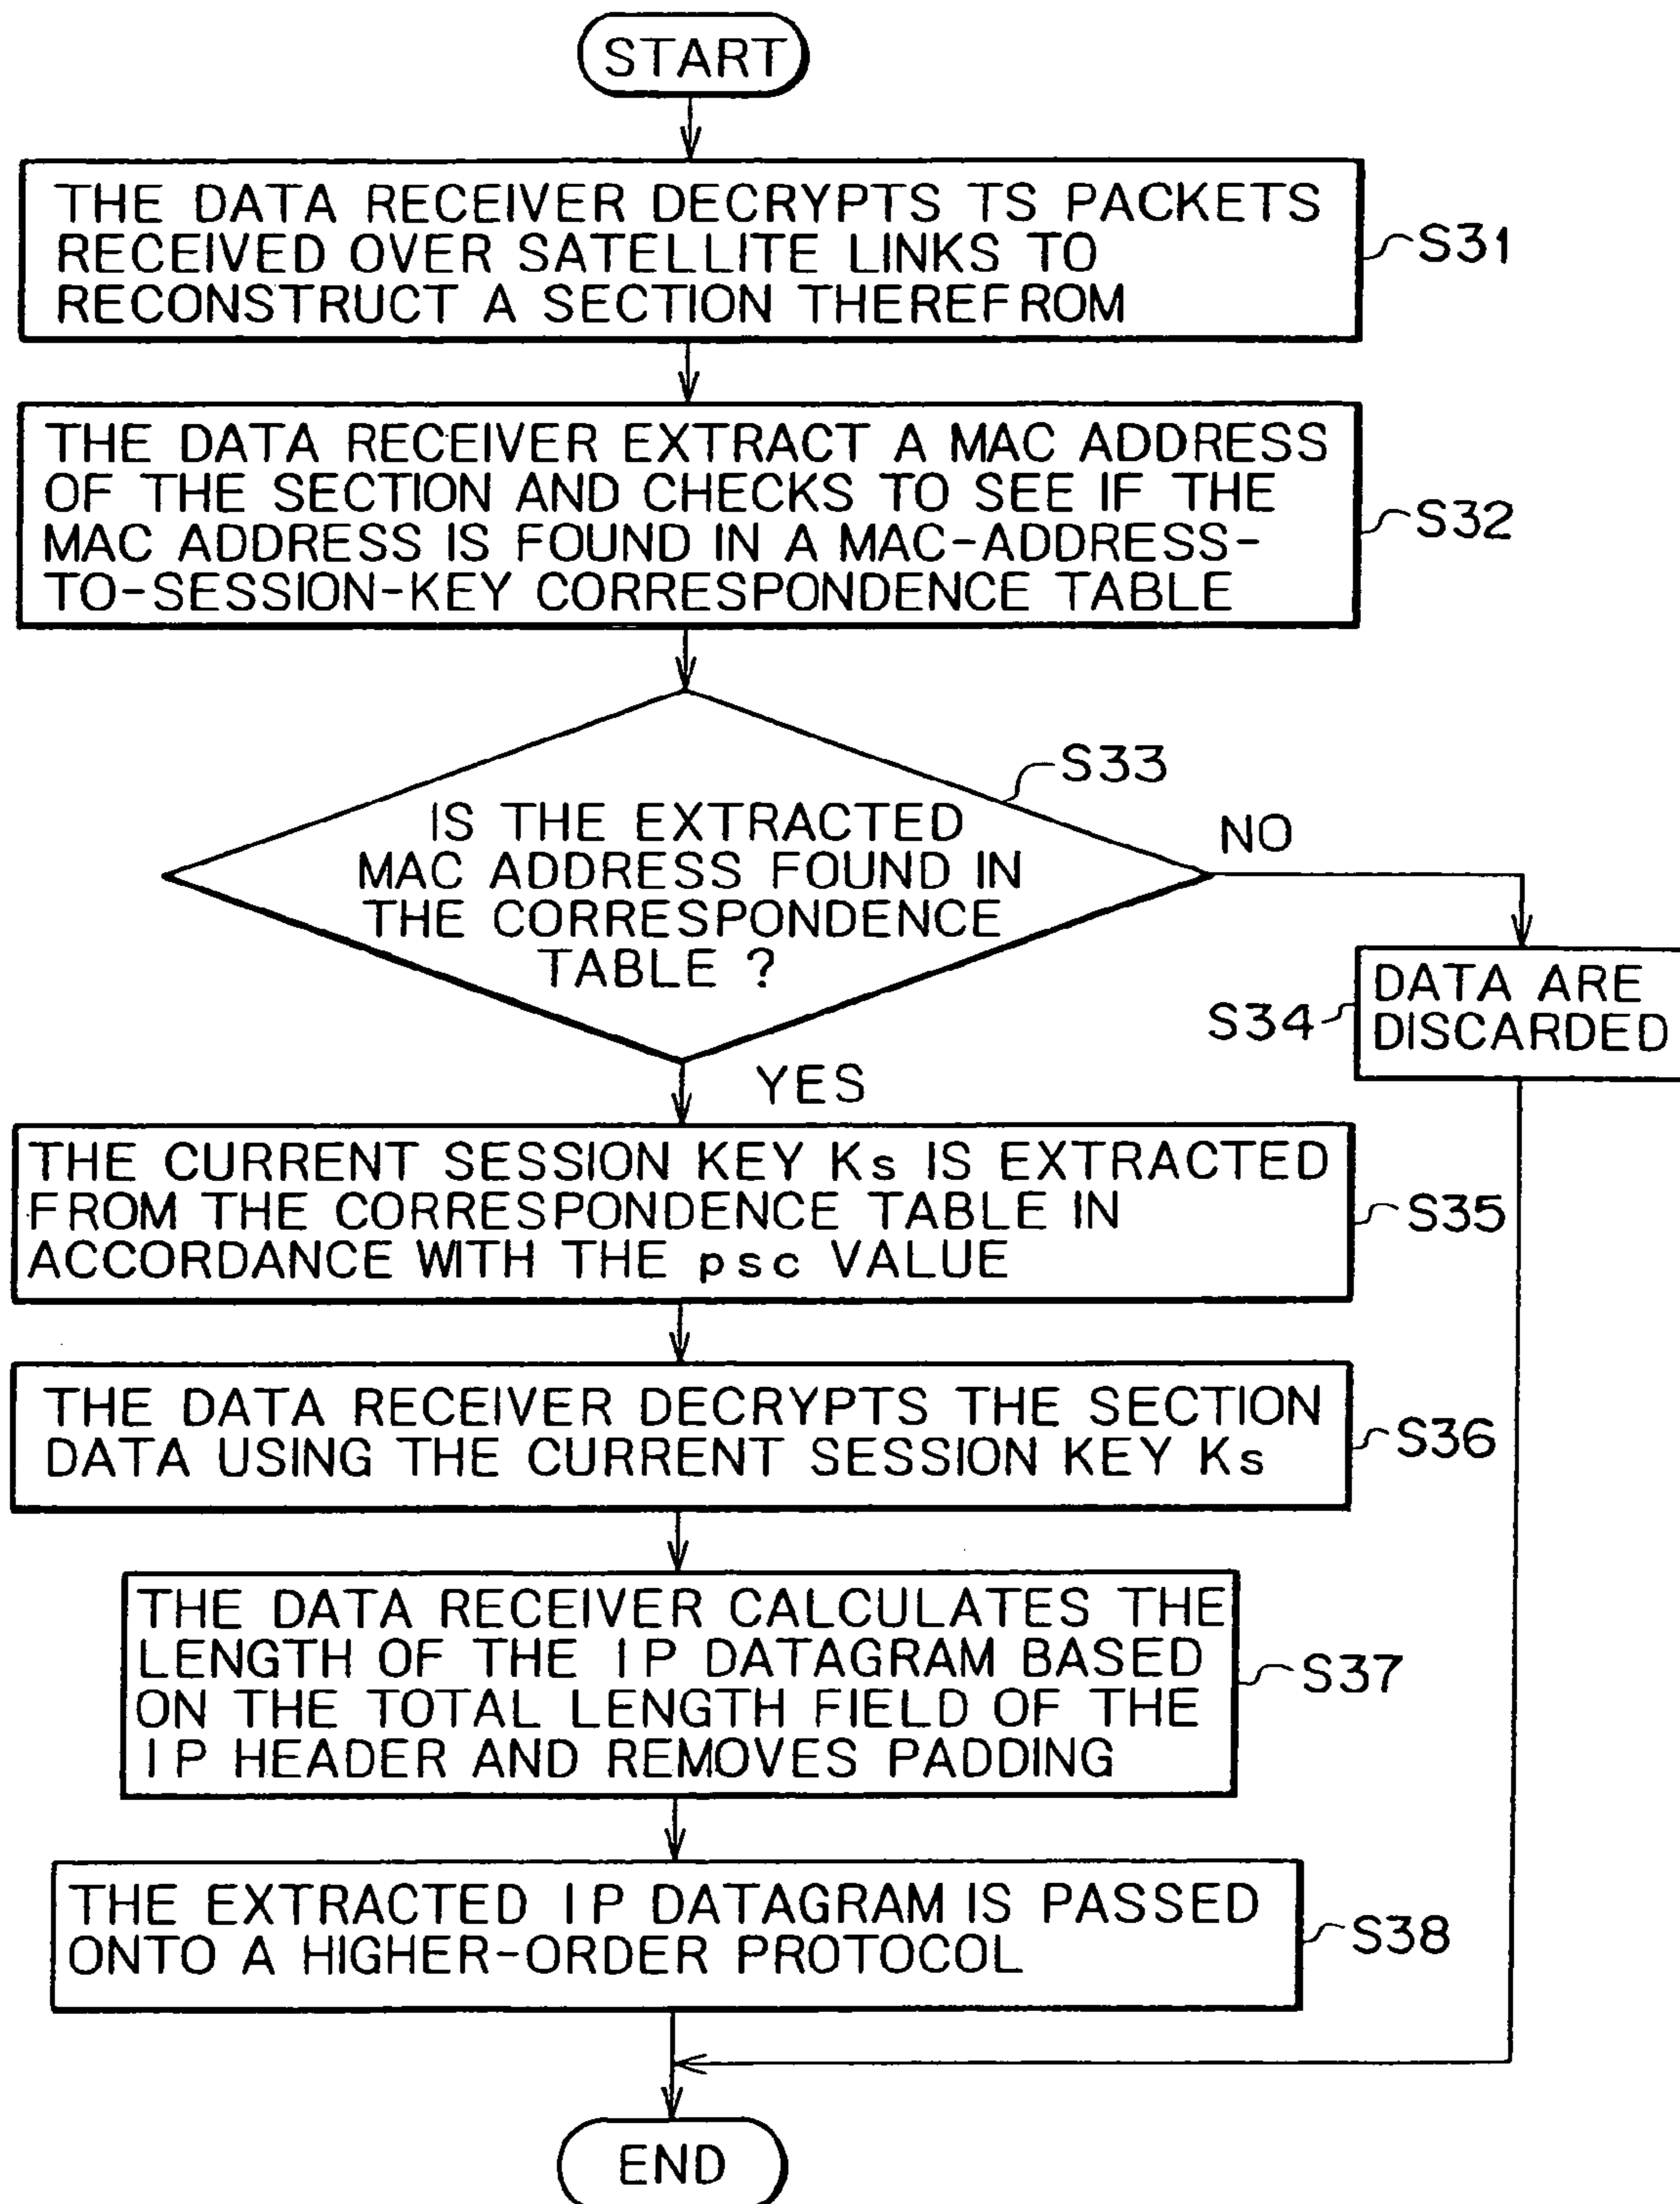 START
THE DATA RECEIVER DECRYPTS TS PACKETS
RECEIVED OVER SATELLITE LINKS TO
RECONSTRUCT A SECTION THEREFROM
S31
THE DATA RECEIVER EXTRACT A MAC ADDRESS
OF THE SECTION AND CHECKS TO SEE IF THE
MAC ADDRESS IS FOUND IN A MAC-ADDRESS-
TO-SESSION-KEY CORRESPONDENCE TABLE
S32
S33
IS THE EXTRACTED
MAC ADDRESS FOUND IN
THE CORRESPONDENCE
TABLE ?
NO
S34
DATA ARE
DISCARDED
YES
THE CURRENT SESSION KEY Ks IS EXTRACTED
FROM THE CORRESPONDENCE TABLE IN
ACCORDANCE WITH THE psc VALUE
S35
THE DATA RECEIVER DECRYPTS THE SECTION
DATA USING THE CURRENT SESSION KEY Ks
S36
THE DATA RECEIVER CALCULATES THE
LENGTH OF THE IP DATAGRAM BASED
ON THE TOTAL LENGTH FIELD OF THE
IP HEADER AND REMOVES PADDING
S37
THE EXTRACTED IP DATAGRAM IS PASSED
ONTO A HIGHER-ORDER PROTOCOL
S38
END